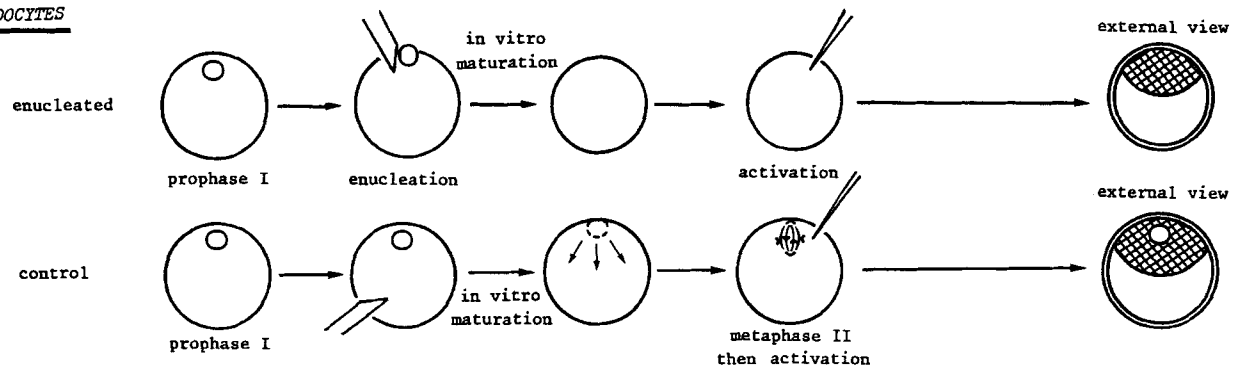 in vitro
maturation
external view
enucleated
prophase I
enucleation
activation
external view
control
in vitro
maturation
prophase I
metaphase II
then activation